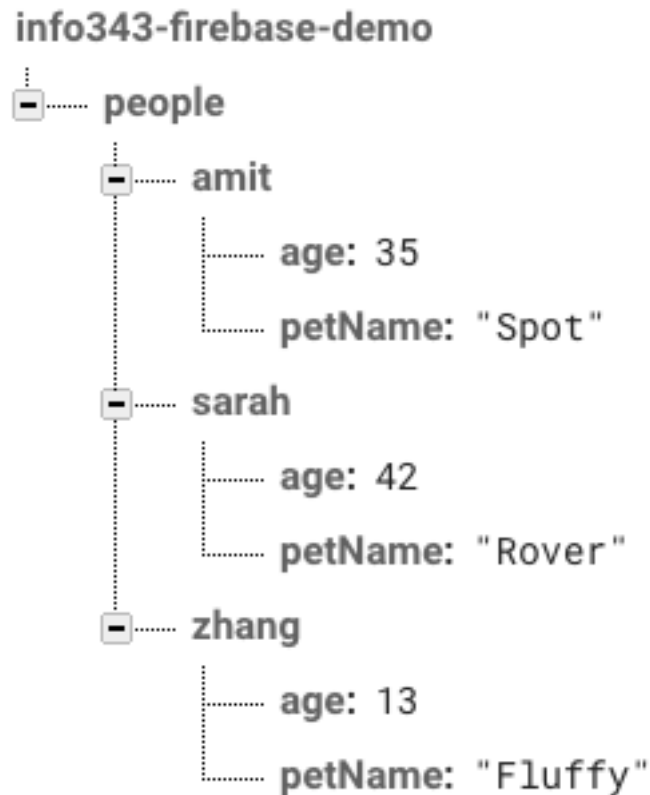 info343-firebase-demo
people
amit
age: 35
petName: "Spot"
sarah
age: 42
petName: "Rover"
zhang
age: 13
petName: "Fluffy"